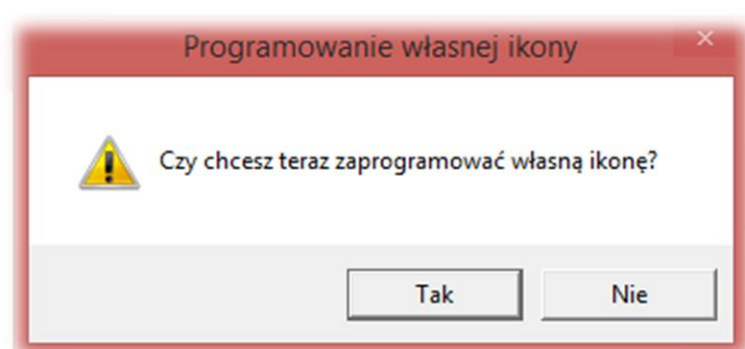 Programowanie własnej ikony
Czy chcesz teraz zaprogramować własną ikonę?
Tak
Nie